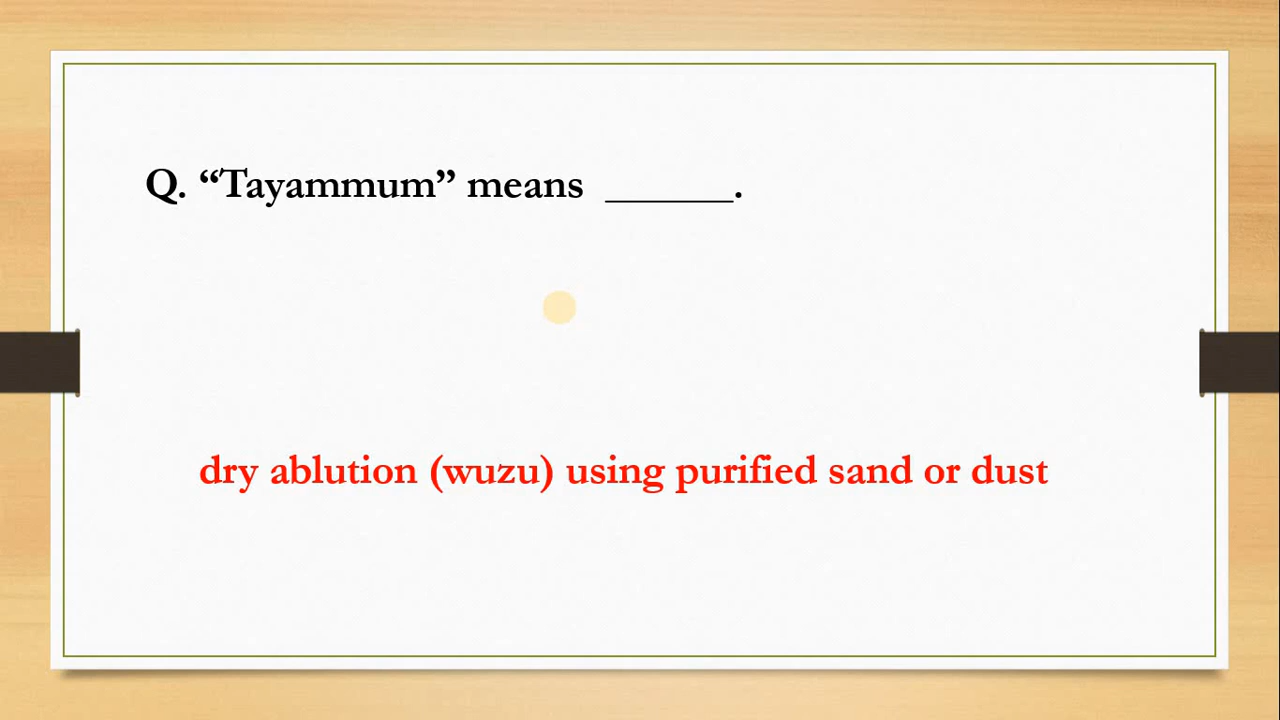 Q. “Tayammum” means ______.
dry ablution (wuzu) using purified sand or dust